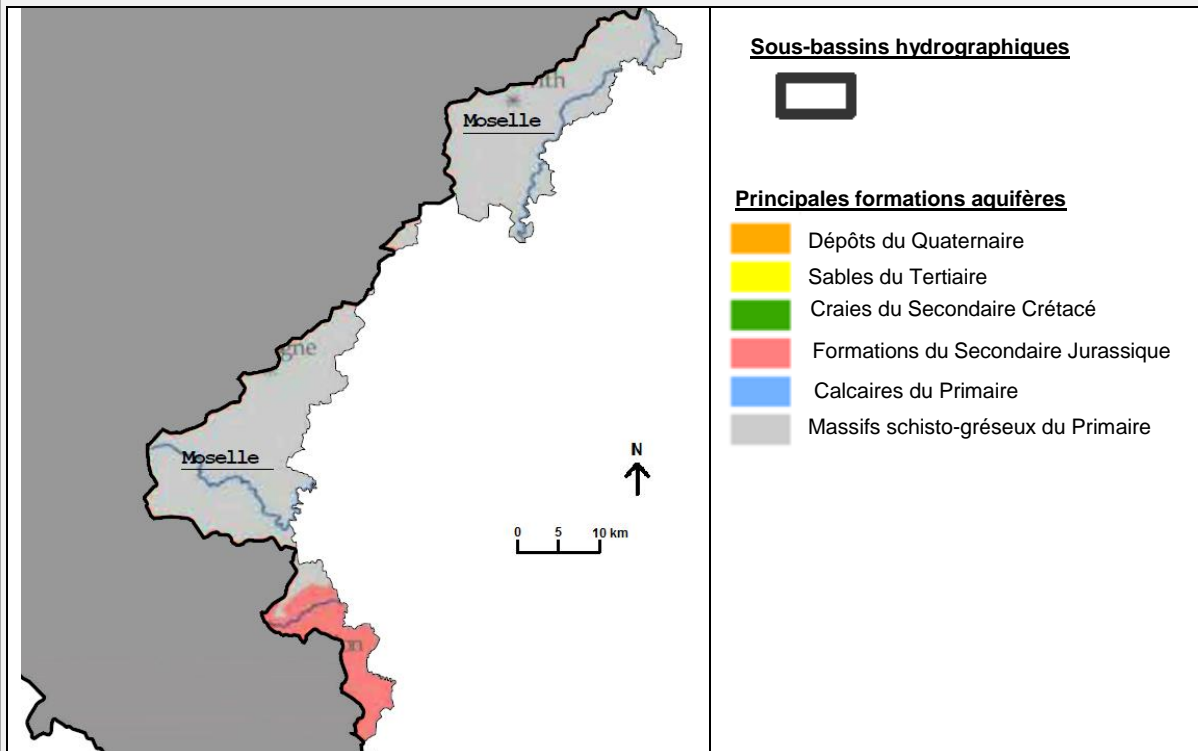 Moselle
Moselle
N
0 5 10 km
Sous-bassins hydrographiques
Principales formations aquifères
Dépôts du Quaternaire
Sables du Tertiaire
Craies du Secondaire Crétacé
Formations du Secondaire Jurassique
Calcaires du Primaire
Massifs schisto-gréseux du Primaire